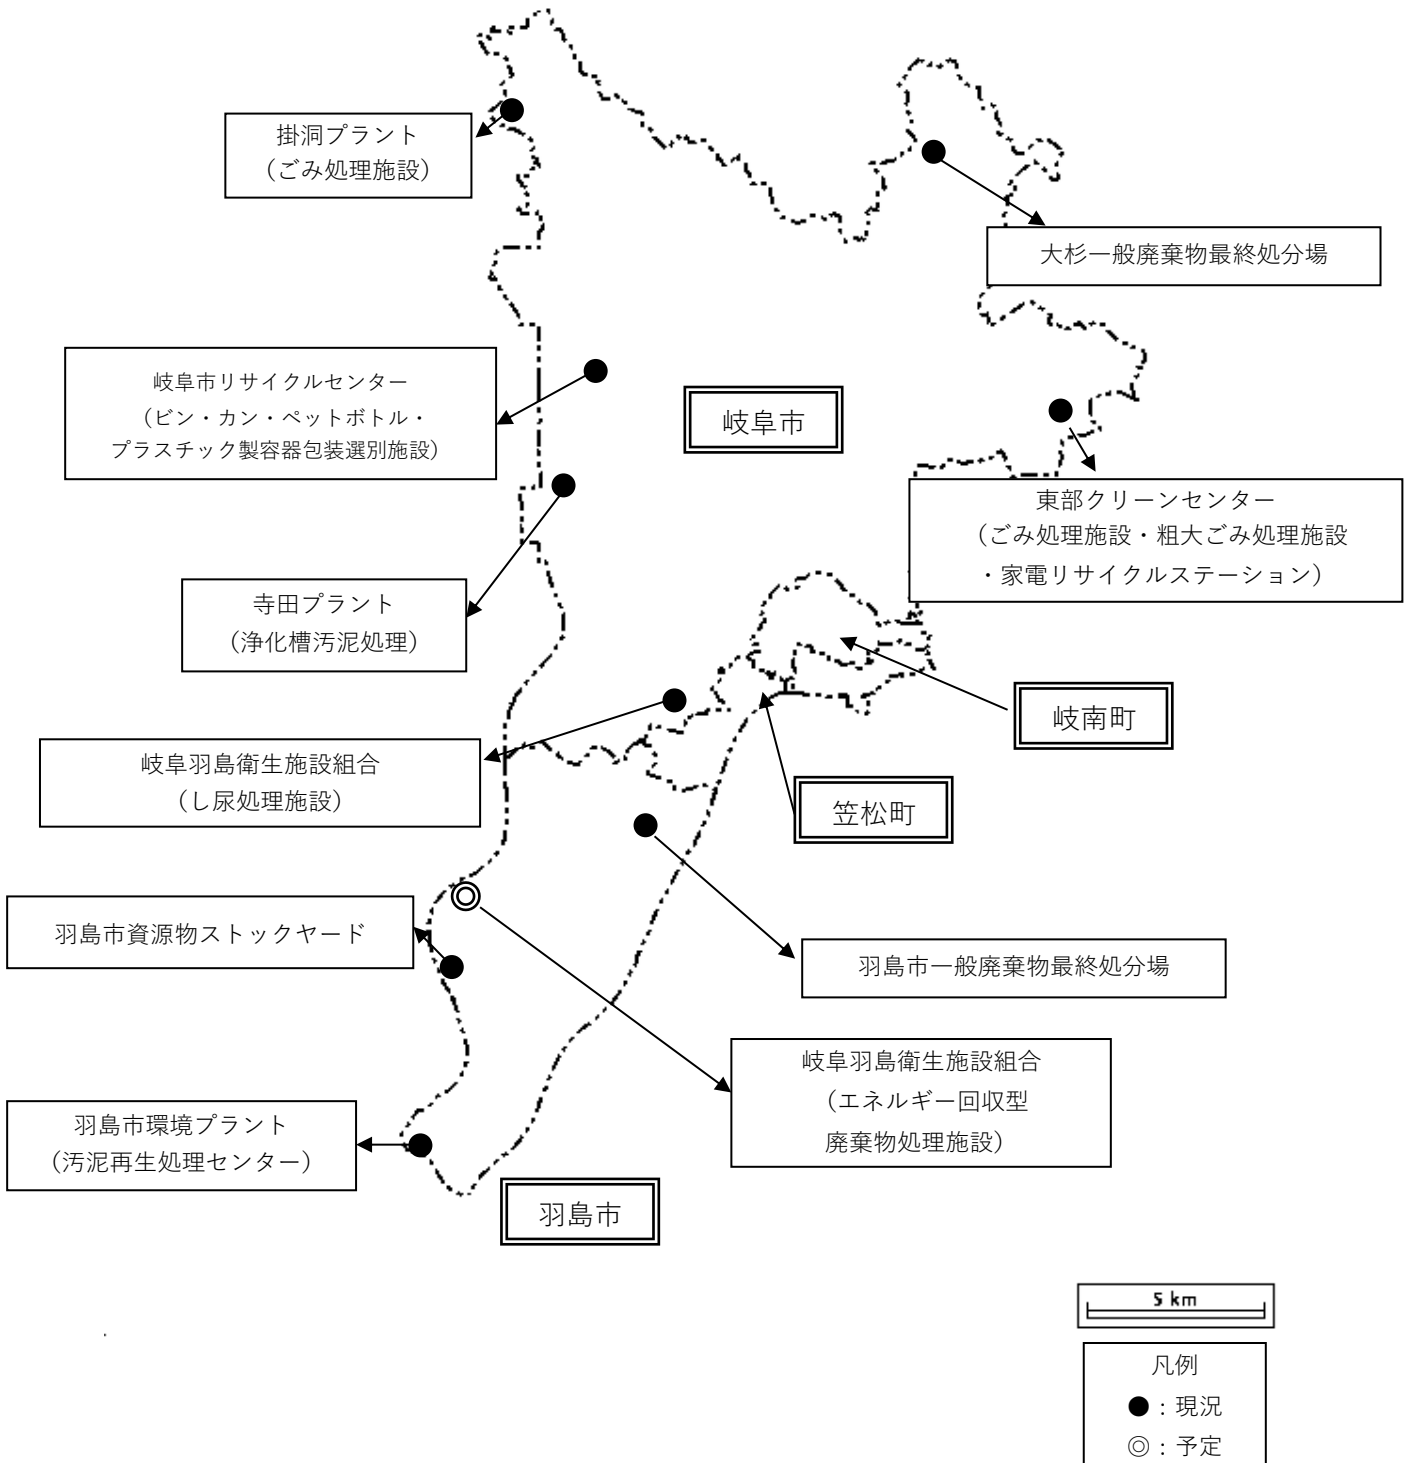 掛洞プラント
（ごみ処理施設）
大杉一般廃棄物最終処分場
岐阜市リサイクルセンター
（ビン・カン・ペットボトル・
プラスチック製容器包装選別施設）
岐阜市
東部クリーンセンター
（ごみ処理施設・粗大ごみ処理施設
・家電リサイクルステーション）
寺田プラント
（浄化槽汚泥処理）
岐南町
岐阜羽島衛生施設組合
（し尿処理施設）
笠松町
羽島市資源物ストックヤード
羽島市一般廃棄物最終処分場
岐阜羽島衛生施設組合
（エネルギー回収型
廃棄物処理施設）
羽島市環境プラント
（汚泥再生処理センター）
羽島市
5 km
凡例
●：現況
◎：予定